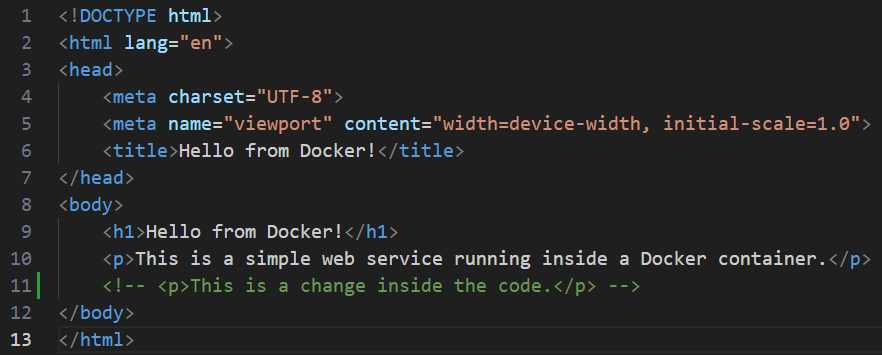 1 <!DOCTYPE html>
2 <html lang="en">
3 <head>
4     <meta charset="UTF-8">
5     <meta name="viewport" content="width=device-width, initial-scale=1.0">
6     <title>Hello from Docker!</title>
7 </head>
8 <body>
9     <h1>Hello from Docker!</h1>
10     <p>This is a simple web service running inside a Docker container.</p>
11     <!-- <p>This is a change inside the code.</p> -->
12 </body>
13 </html>